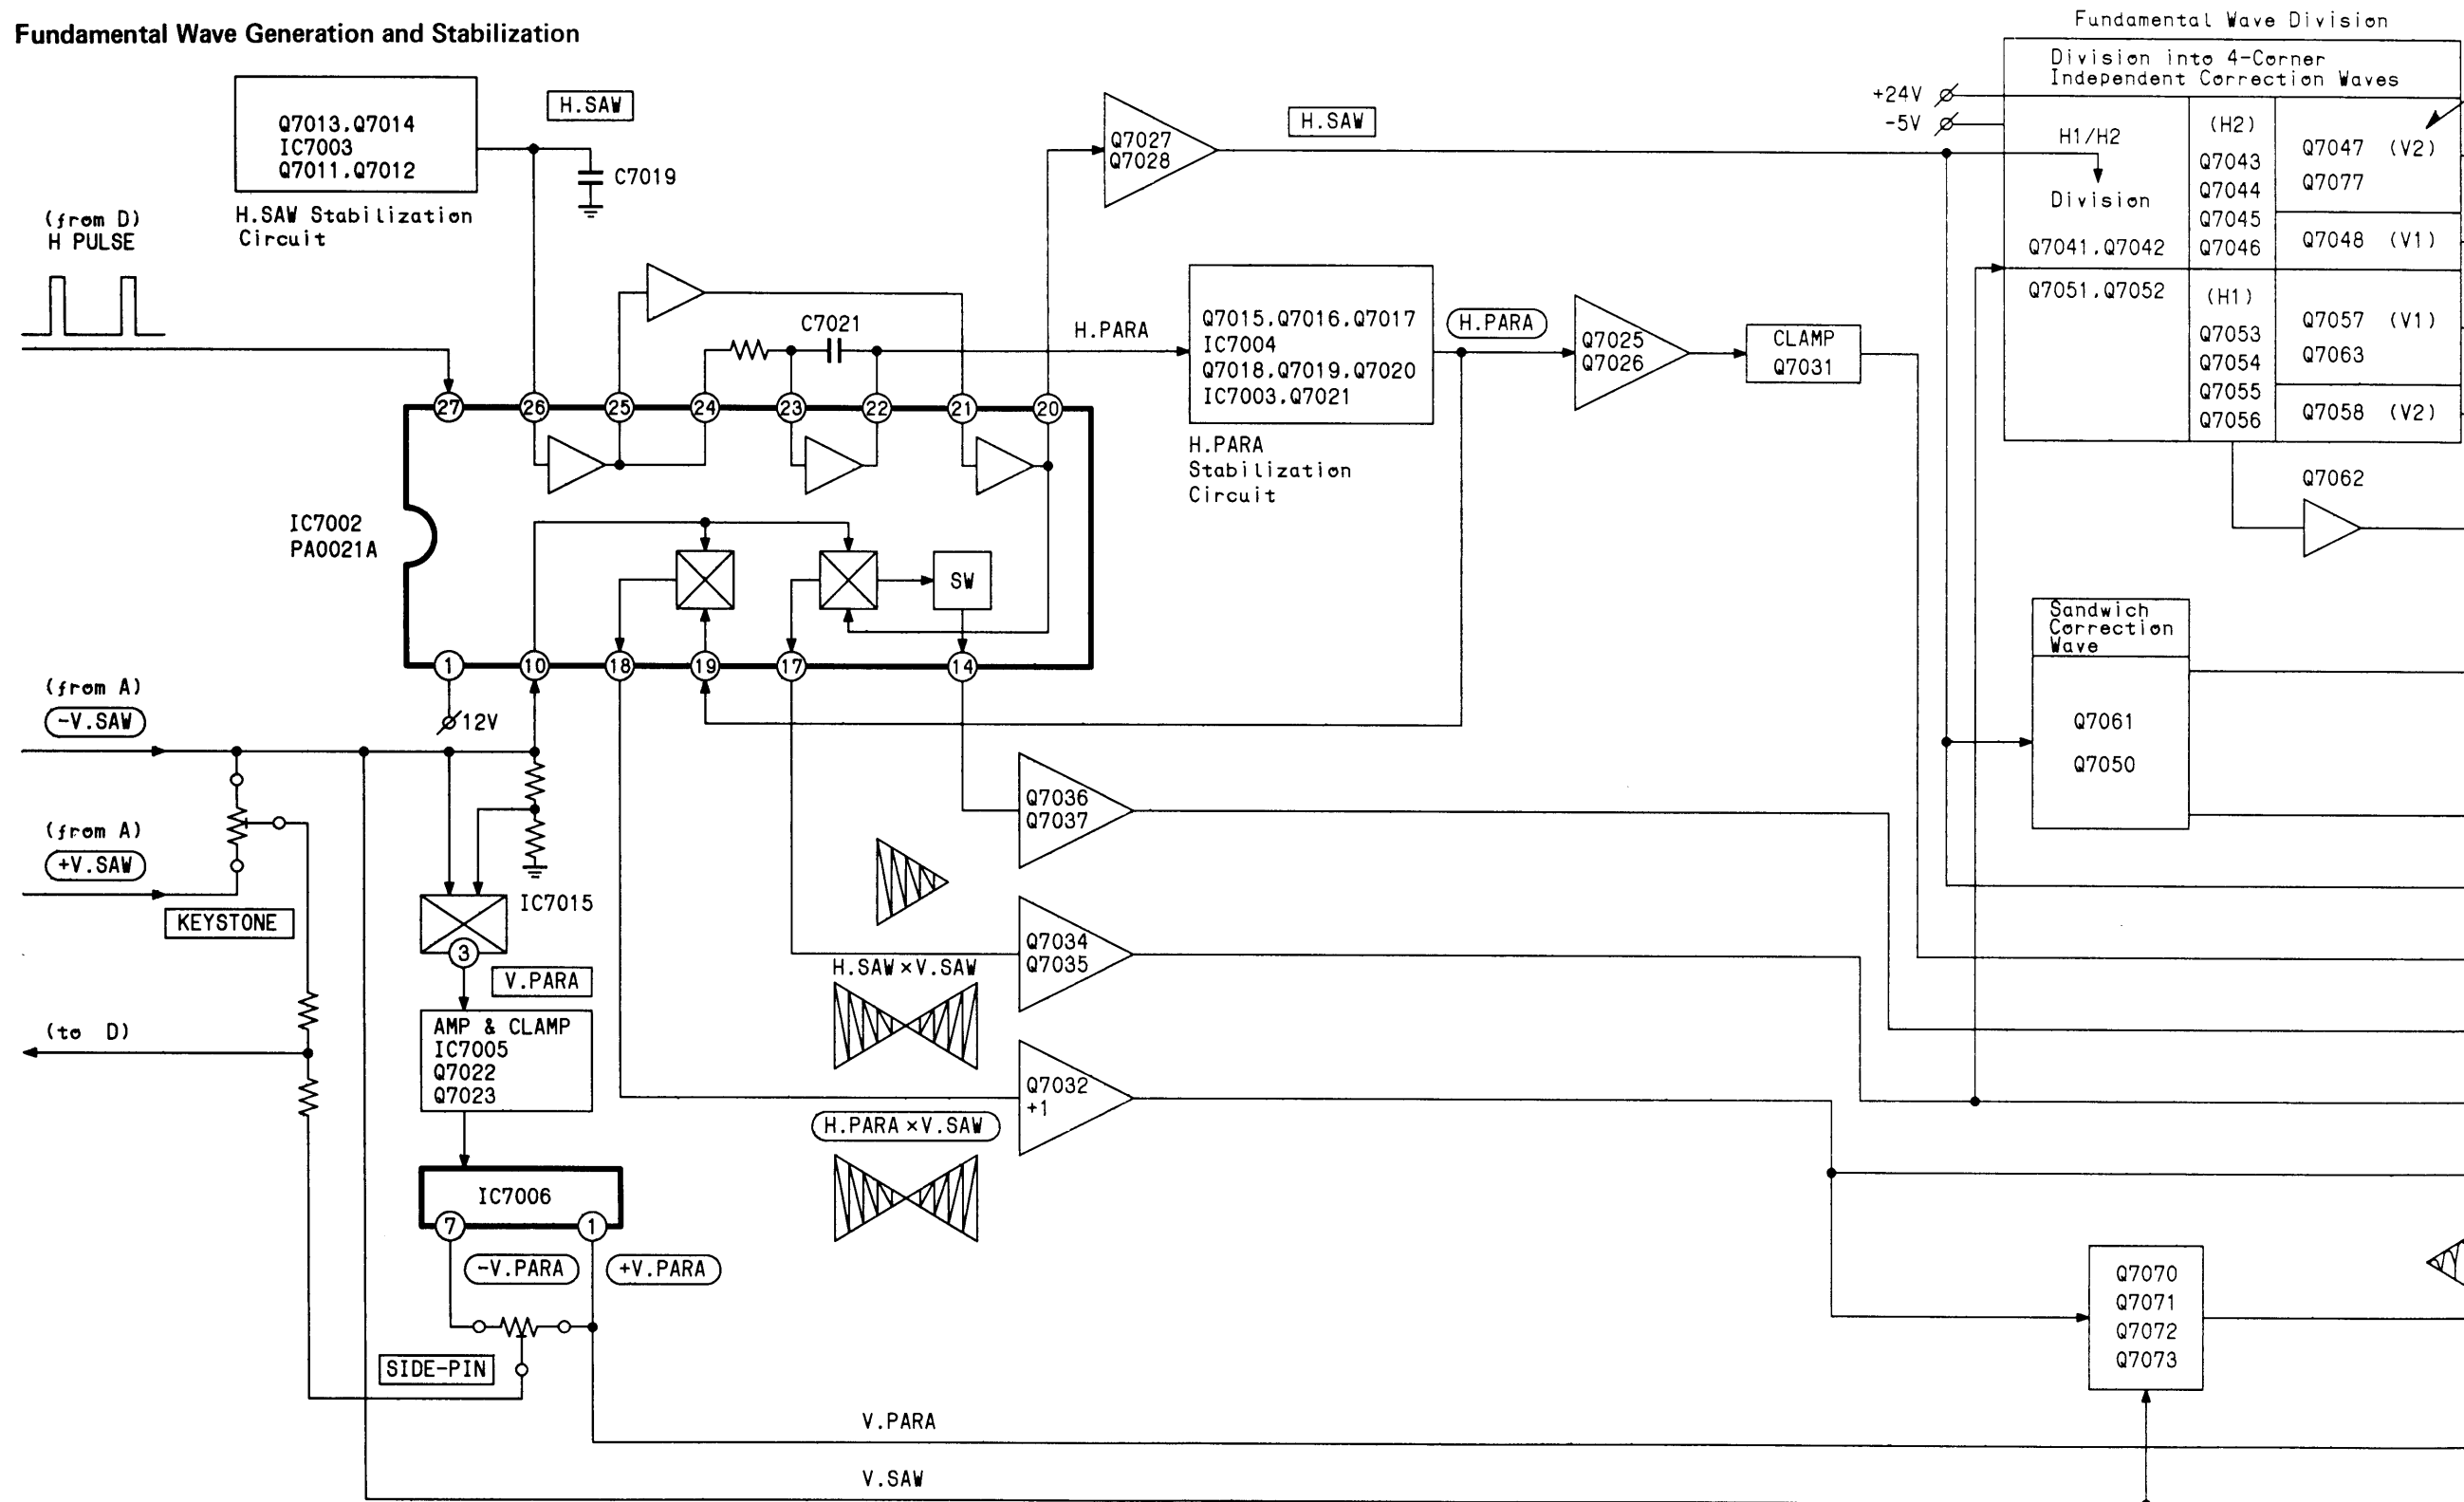 Fundamental Wave Generation and Stabilization
Fundamental Wave Division
Division into 4-Corner
Independent Correction Waves
+24V
-5V
H1/H2
Division
Q7041.Q7042
Q7051.Q7052
(H2)
Q7043
Q7044
Q7045
Q7046
(H1)
Q7053
Q7054
Q7055
Q7056
Q7047 (V2)
Q7077
Q7048 (V1)
Q7057 (V1)
Q7063
Q7058 (V2)
Q7062
Q7013.Q7014
IC7003
Q7011.Q7012
H.SAW Stabilization
Circuit
H.SAW
C7019
(from D)
H PULSE
Q7027
Q7028
H.SAW
C7021
H.PARA
Q7015.Q7016.Q7017
IC7004
Q7018.Q7019.Q7020
IC7003.Q7021
H.PARA
Stabilization
Circuit
H.PARA
Q7025
Q7026
CLAMP
Q7031
27
26
25
24
23
22
21
20
IC7002
PA0021A
SW
1
10
18
19
17
14
12V
(from A)
-V.SAW
(from A)
+V.SAW
KEYSTONE
(to D)
IC7015
3
V.PARA
AMP & CLAMP
IC7005
Q7022
Q7023
IC7006
7
1
-V.PARA
+V.PARA
SIDE-PIN
Q7036
Q7037
Q7034
Q7035
H.SAW×V.SAW
Q7032
+1
H.PARA×V.SAW
Sandwich
Correction
Wave
Q7061
Q7050
Q7070
Q7071
Q7072
Q7073
V.PARA
V.SAW